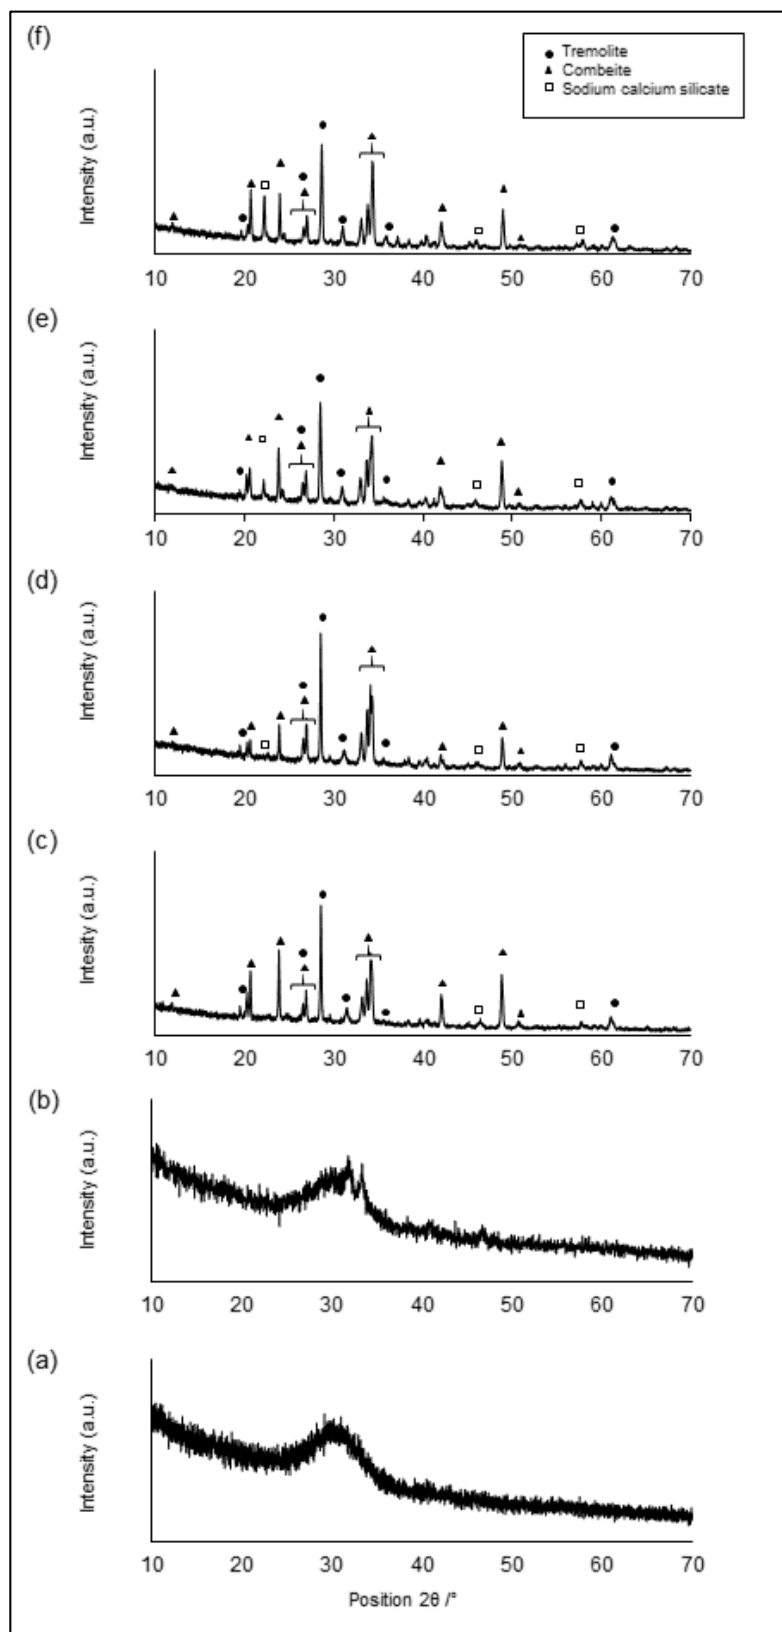 (f)
Tremolite
Combeite
Sodium calcium silicate
Intensity (a.u.)
10 20 30 40 50 60 70
(e)
Intensity (a.u.)
10 20 30 40 50 60 70
(d)
Intensity (a.u.)
10 20 30 40 50 60 70
(c)
Intesity (a.u.)
10 20 30 40 50 60 70
(b)
Intensity (a.u.)
10 20 30 40 50 60 70
(a)
Intensity (a.u.)
10 20 30 40 50 60 70
Position 2θ /°